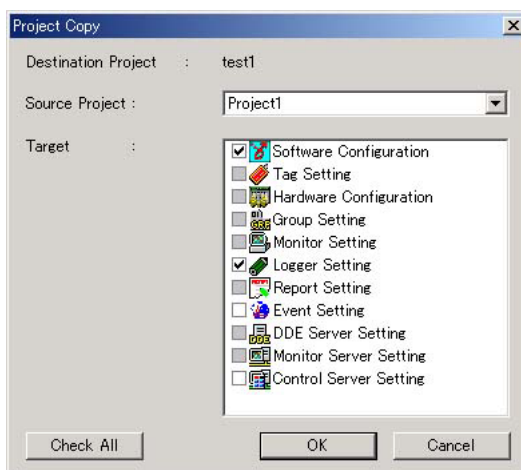 Project Copy
Destination Project : test1
Source Project : Project1
Target :
Software Configuration
Tag Setting
Hardware Configuration
Group Setting
Monitor Setting
Logger Setting
Report Setting
Event Setting
DDE Server Setting
Monitor Server Setting
Control Server Setting
Check All OK Cancel